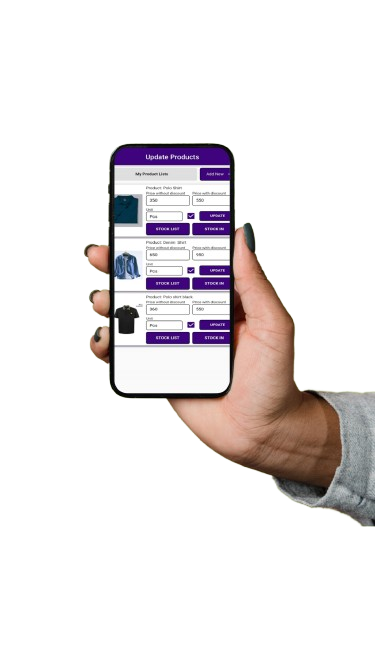 Update Products
My Product Lists Add New
Product: Polo Shirt
Price without discount Price with discount
350 550
Unit
Pcs UPDATE
STOCK LIST STOCK IN
Product: Denim Shirt
Price without discount Price with discount
650 950
Unit
Pcs UPDATE
STOCK LIST STOCK IN
Product: Polo shirt black
Price without discount Price with discount
360 550
Unit
Pcs UPDATE
STOCK LIST STOCK IN